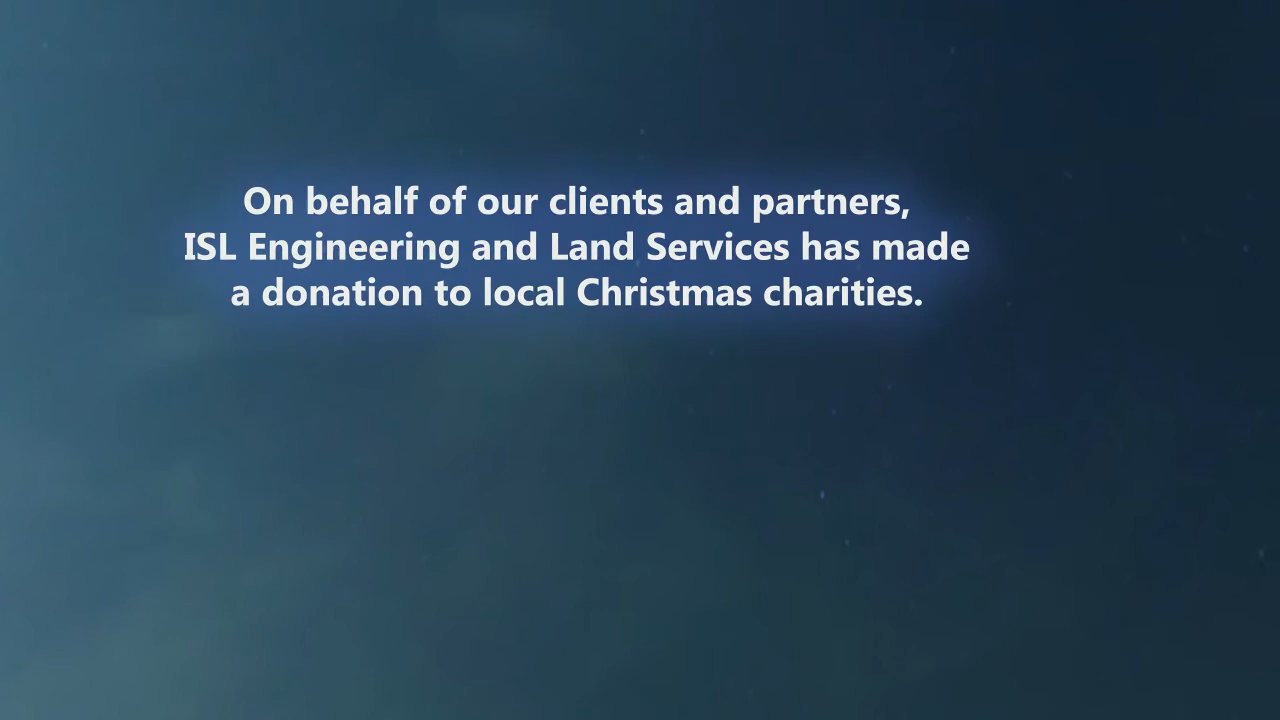 On behalf of our clients and partners,
ISL Engineering and Land Services has made
a donation to local Christmas charities.